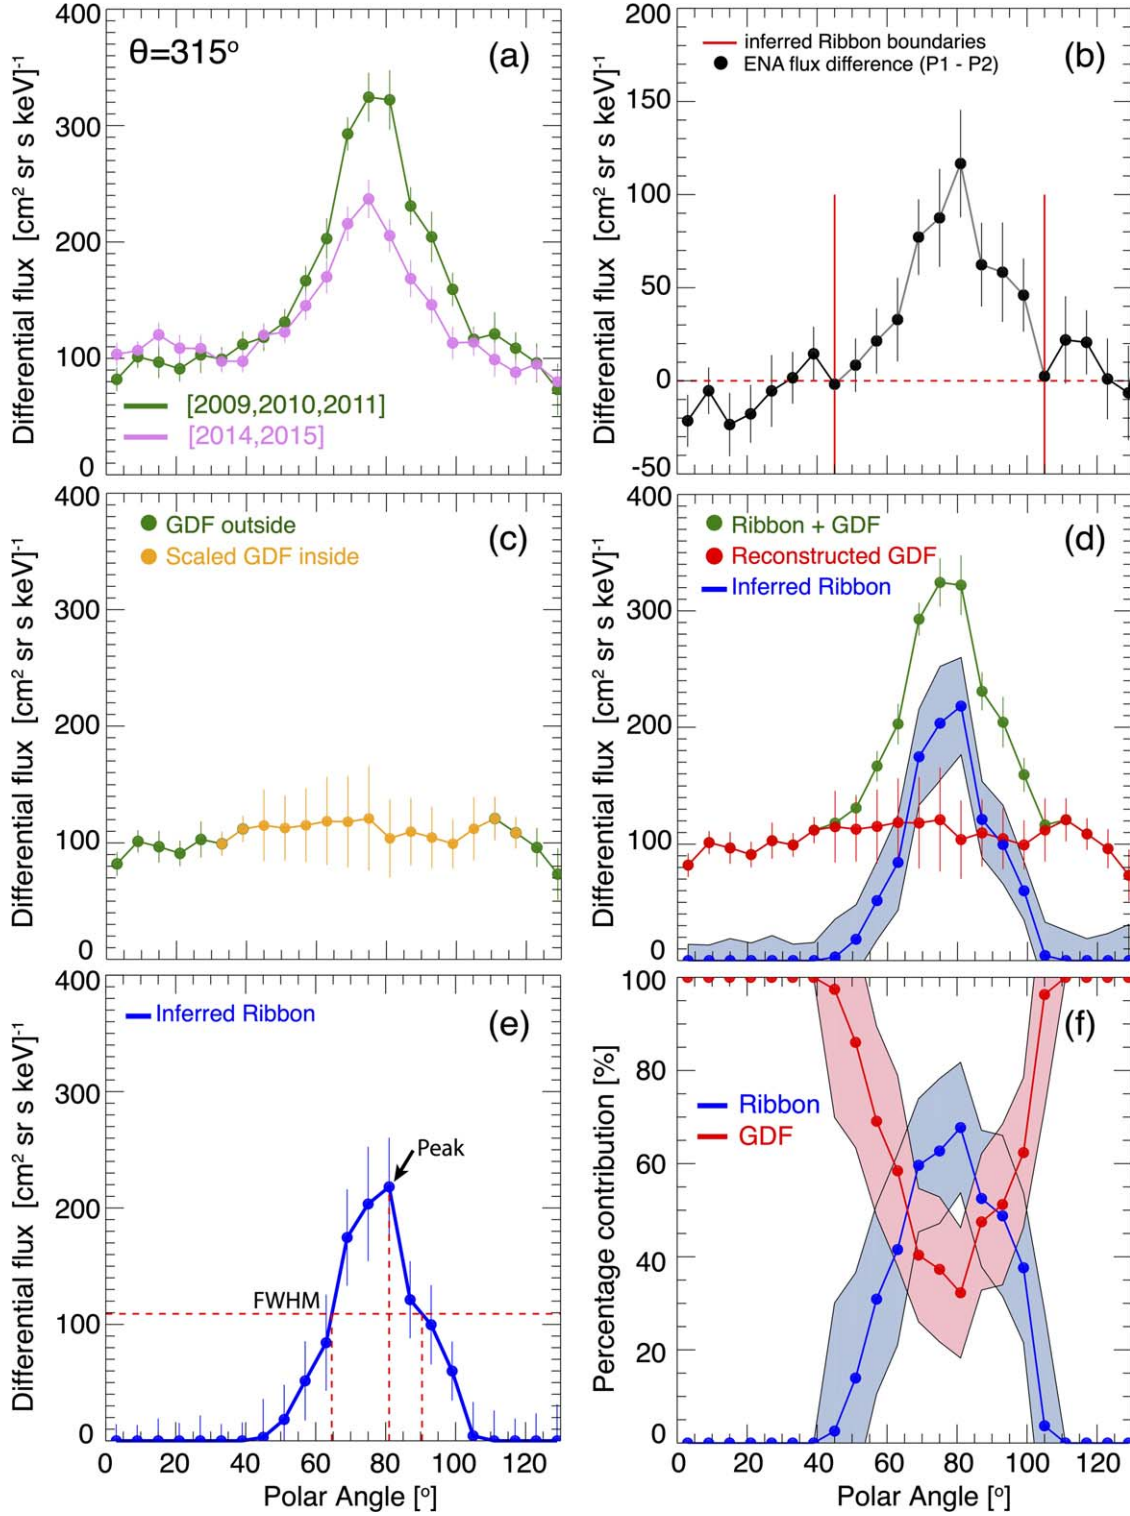 θ=315°
(a)
[2009,2010,2011]
[2014,2015]
Differential flux [cm² sr s keV]⁻¹
400
300
200
100
0
(b)
inferred Ribbon boundaries
ENA flux difference (P1 - P2)
Differential flux [cm² sr s keV]⁻¹
200
150
100
50
0
-50
(c)
GDF outside
Scaled GDF inside
Differential flux [cm² sr s keV]⁻¹
400
300
200
100
0
(d)
Ribbon + GDF
Reconstructed GDF
Inferred Ribbon
Differential flux [cm² sr s keV]⁻¹
400
300
200
100
0
(e)
Inferred Ribbon
Peak
FWHM
Differential flux [cm² sr s keV]⁻¹
400
300
200
100
0
0 20 40 60 80 100 120
Polar Angle [°]
(f)
Ribbon
GDF
Percentage contribution [%]
100
80
60
40
20
0
0 20 40 60 80 100 120
Polar Angle [°]